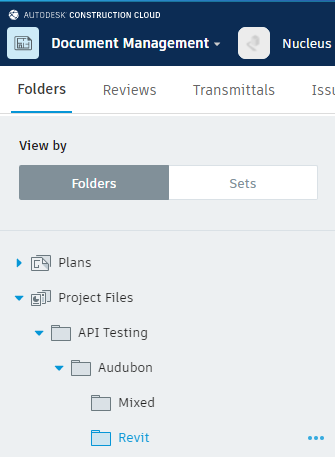 AUTODESK CONSTRUCTION CLOUD
Document Management Nucleus
Folders Reviews Transmittals Issu
View by
Folders Sets
Plans
Project Files
API Testing
Audubon
Mixed
Revit